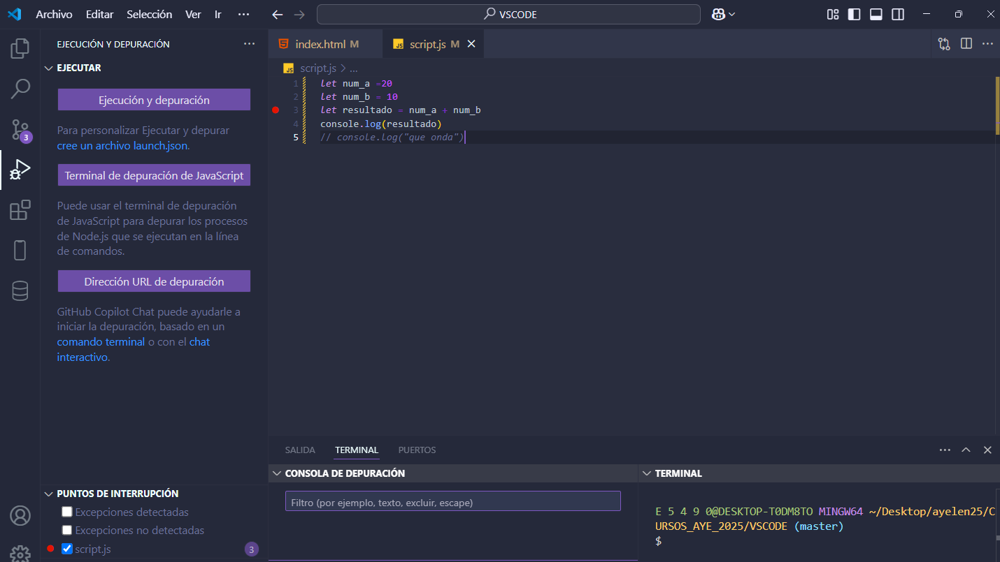 Archivo Editar Selección Ver Ir ··· VSCODE
EJECUCIÓN Y DEPURACIÓN ···
EJECUTAR
Ejecución y depuración
Para personalizar Ejecutar y depurar
cree un archivo launch.json.
Terminal de depuración de JavaScript
Puede usar el terminal de depuración
de JavaScript para depurar los procesos
de Node.js que se ejecutan en la línea
de comandos.
Dirección URL de depuración
GitHub Copilot Chat puede ayudarle a
iniciar la depuración, basado en un
comando terminal o con el chat
interactivo.
3
PUNTOS DE INTERRUPCIÓN
Excepciones detectadas
Excepciones no detectadas
script.js 3
index.html M JS script.js M
JS script.js > ...
1 let num_a =20
2 let num_b = 10
3 let resultado = num_a + num_b
4 console.log(resultado)
5 // console.log("que onda")
SALIDA TERMINAL PUERTOS ···
CONSOLA DE DEPURACIÓN
Filtro (por ejemplo, texto, excluir, escape)
TERMINAL
E 5 4 9 0@DESKTOP-T0DM8TO MINGW64 ~/Desktop/ayelen25/C
URSOS_AYE_2025/VSCODE (master)
$